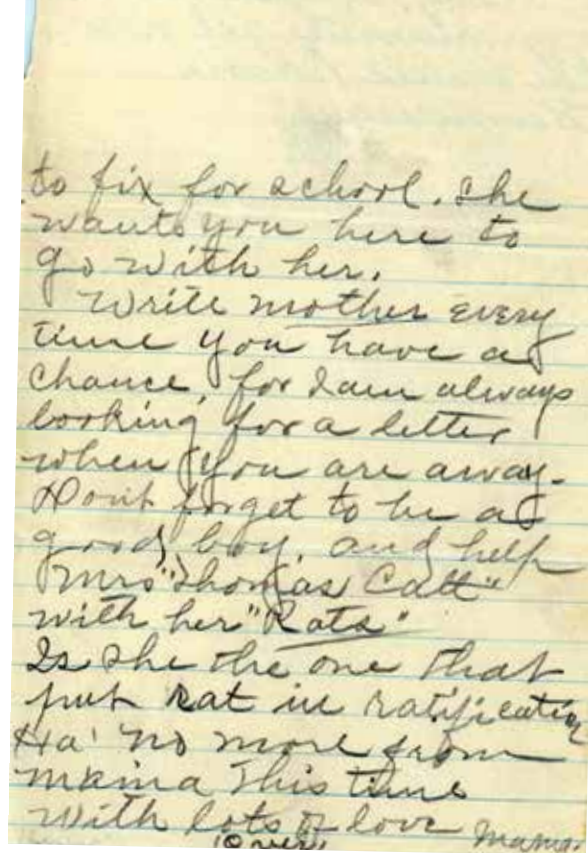 to fix for school. She
wants you here to
go with her.
Write mother every
time you have a
chance, for I am always
looking for a letter
when you are away.
Dont forget to be a
good boy. and help
Mrs "Thomas Catt"
with her "Rats."
Is she the one that
put rat in ratification
Ha! no more from
mama this time
With lots of love mama.
(over)